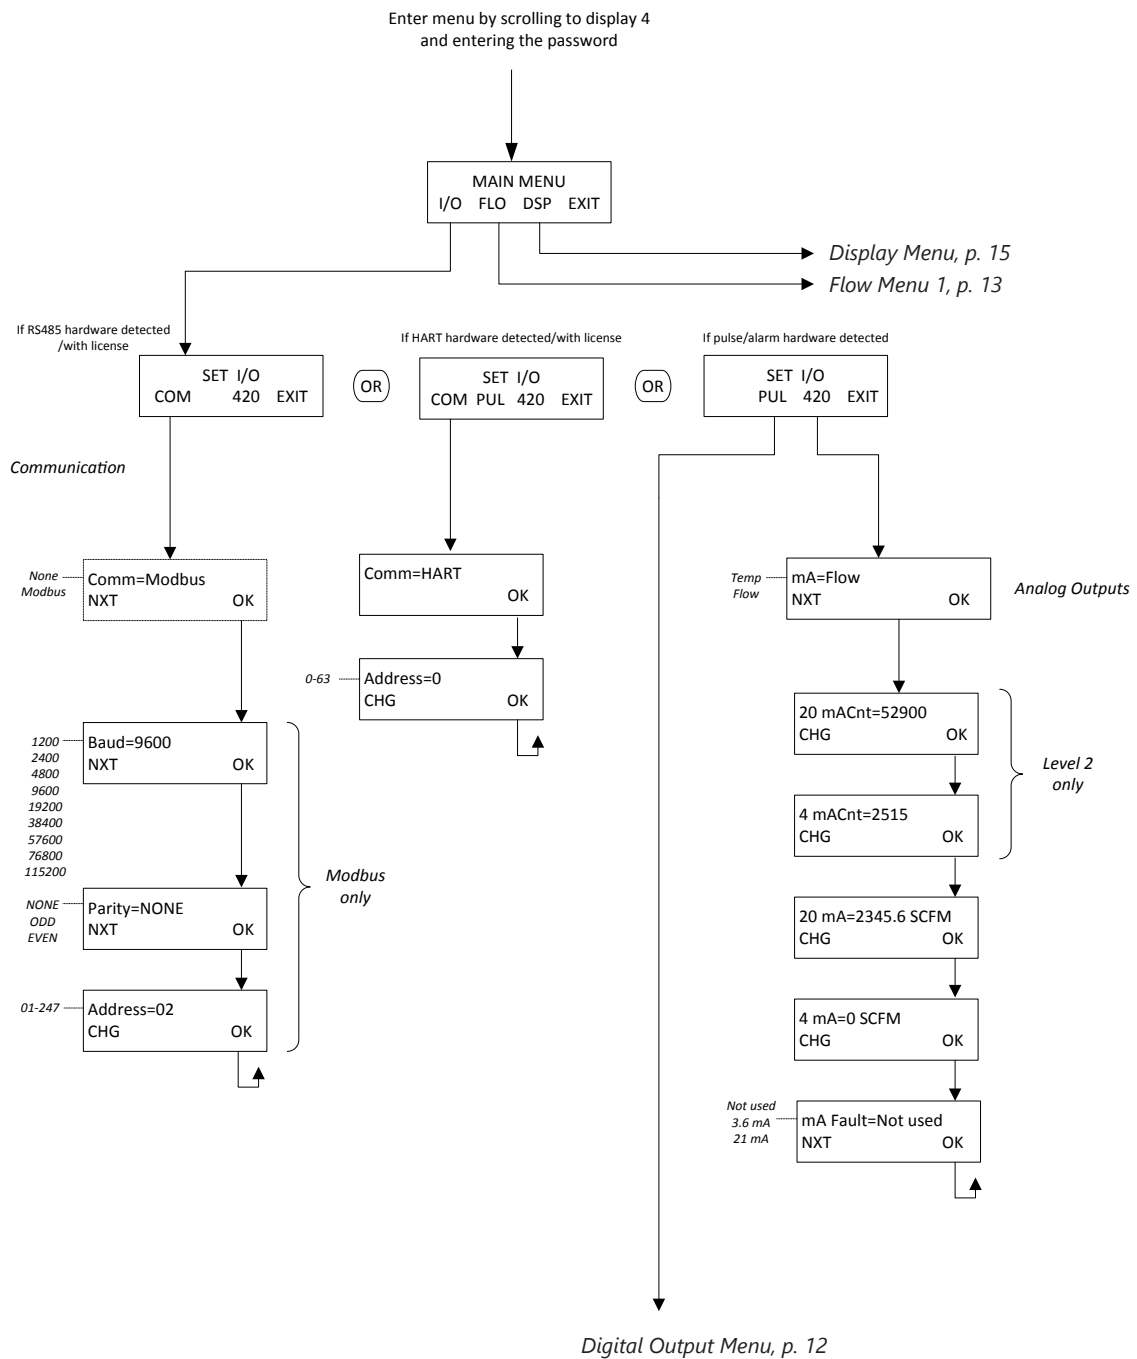 Enter menu by scrolling to display 4
and entering the password
MAIN MENU
I/O FLO DSP EXIT
Display Menu, p. 15
Flow Menu 1, p. 13
If RS485 hardware detected
/with license
SET I/O
COM 420 EXIT
OR
If HART hardware detected/with license
SET I/O
COM PUL 420 EXIT
OR
If pulse/alarm hardware detected
SET I/O
PUL 420 EXIT
Communication
None
Modbus
Comm=Modbus
NXT OK
1200
2400
4800
9600
19200
38400
57600
76800
115200
Baud=9600
NXT OK
NONE
ODD
EVEN
Parity=NONE
NXT OK
01-247
Address=02
CHG OK
Modbus
only
Comm=HART
OK
0-63
Address=0
CHG OK
Temp
Flow
mA=Flow
NXT OK
Analog Outputs
20 mACnt=52900
CHG OK
4 mACnt=2515
CHG OK
Level 2
only
20 mA=2345.6 SCFM
CHG OK
4 mA=0 SCFM
CHG OK
Not used
3.6 mA
21 mA
mA Fault=Not used
NXT OK
Digital Output Menu, p. 12